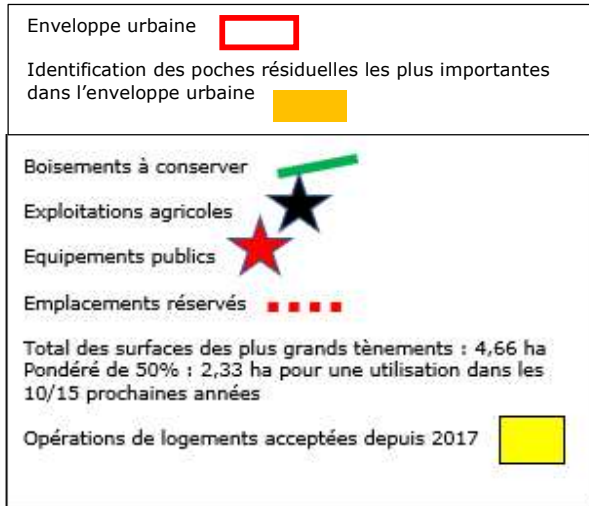 Enveloppe urbaine
Identification des poches résiduelles les plus importantes
dans l'enveloppe urbaine
Boisements à conserver
Exploitations agricoles
Equipements publics
Emplacements réservés
Total des surfaces des plus grands tènements : 4,66 ha
Pondéré de 50% : 2,33 ha pour une utilisation dans les
10/15 prochaines années
Opérations de logements acceptées depuis 2017